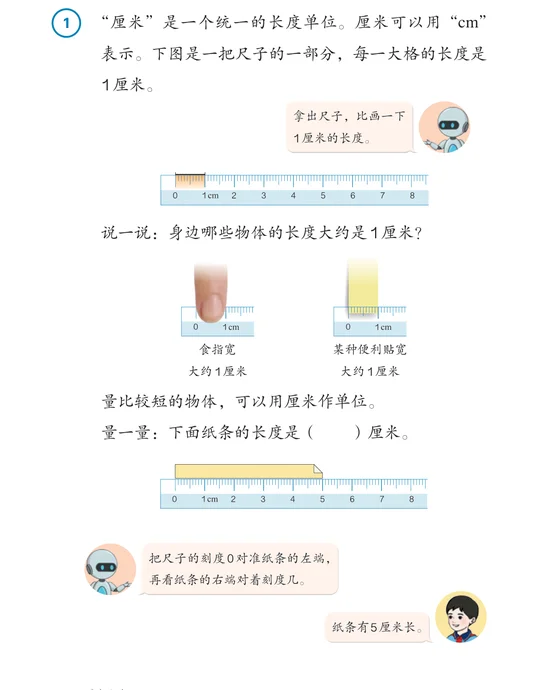 1 “厘米”是一个统一的长度单位。厘米可以用“cm”
表示。下图是一把尺子的一部分，每一大格的长度是
1厘米。
拿出尺子，比画一下
1厘米的长度。
0 1cm 2 3 4 5 6 7 8
说一说：身边哪些物体的长度大约是1厘米？
0 1cm
0 1cm
食指宽
大约1厘米
某种便利贴宽
大约1厘米
量比较短的物体，可以用厘米作单位。
量一量：下面纸条的长度是（　　）厘米。
0 1cm 2 3 4 5 6 7 8
把尺子的刻度0对准纸条的左端，
再看纸条的右端对着刻度几。
纸条有5厘米长。